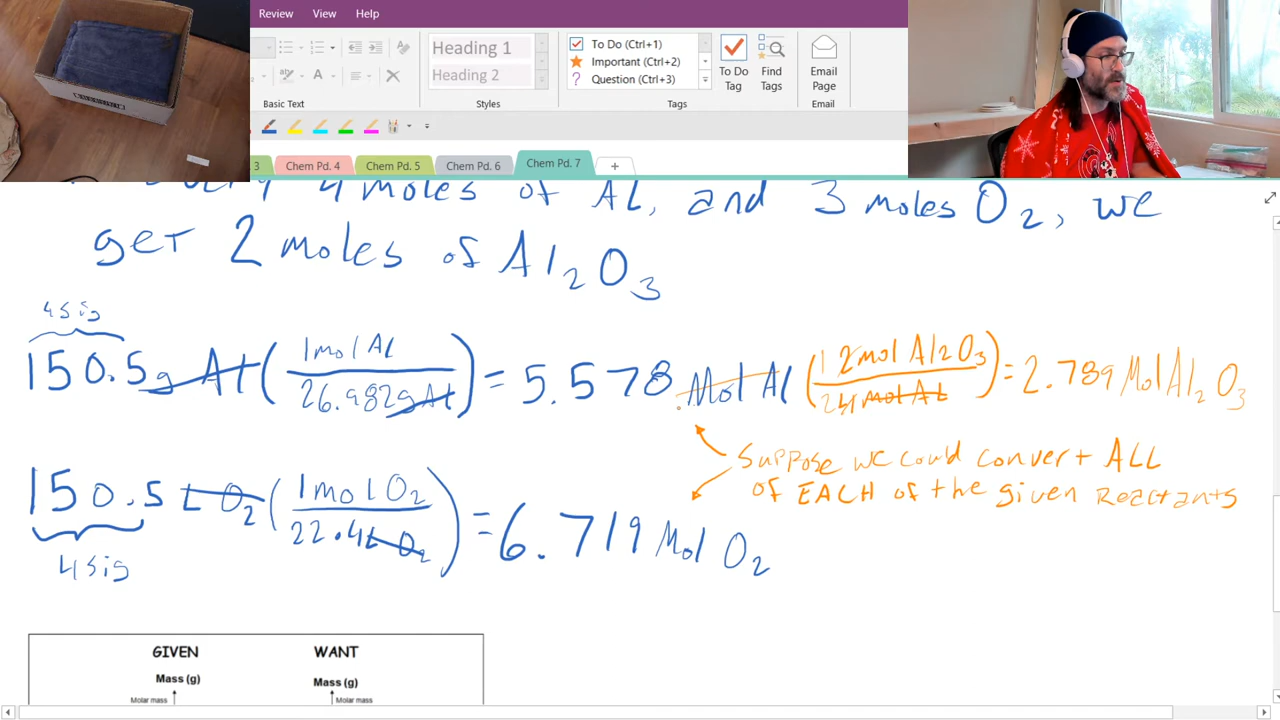 Review View Help
Heading 1
Heading 2
To Do (Ctrl+1)
Important (Ctrl+2)
Question (Ctrl+3)
To Do Tag
Find Tags
Email Page
Basic Text
Styles
Tags
Email
3 Chem Pd. 4 Chem Pd. 5 Chem Pd. 6 Chem Pd. 7 +
4 moles of AL, and 3 moles O2, we
get 2 moles of Al2O3
4 sig
150.5g Al (1mol AL / 26.982g Al) = 5.578 Mol Al (2mol Al2O3 / 4 mol AL) = 2.789 Mol Al2O3
Suppose we could convert ALL
of EACH of the given Reactants
150.5 L O2 (1mol O2 / 22.4L O2) = 6.719 Mol O2
4 sig
GIVEN WANT
Mass (g) Mass (g)
Molar mass Molar mass